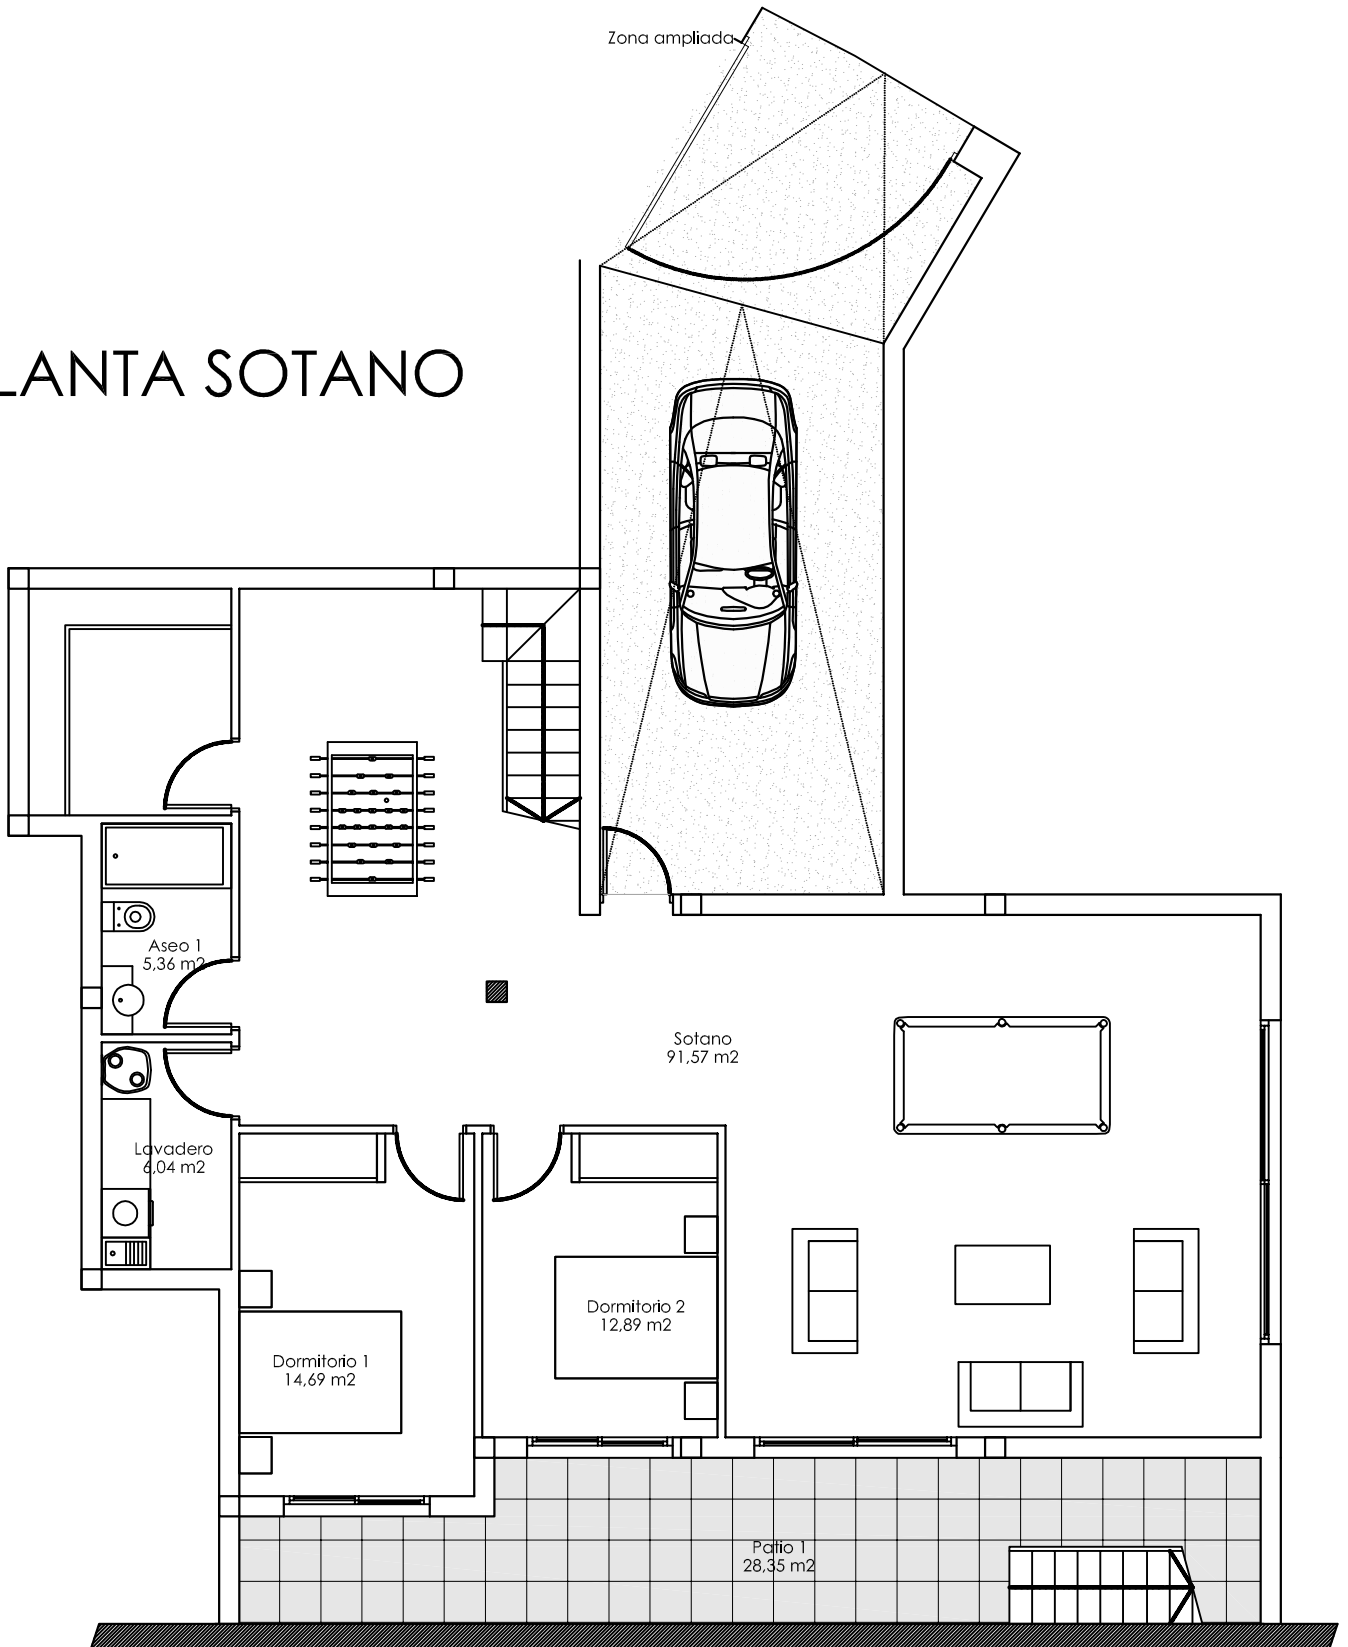 Zona ampliada
LANTA SOTANO
Aseo 1
5,36 m2
Sotano
91,57 m2
Lavadero
6,04 m2
Dormitorio 2
12,89 m2
Dormitorio 1
14,69 m2
Patio 1
28,35 m2